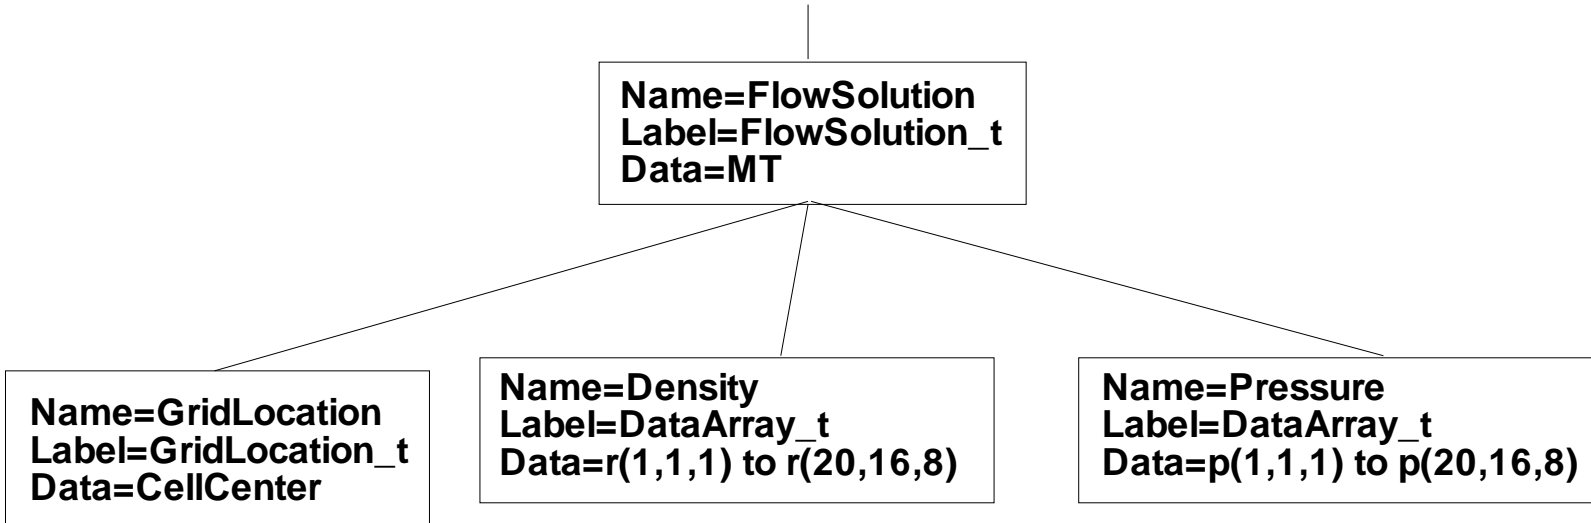 Name=FlowSolution
Label=FlowSolution_t
Data=MT
Name=GridLocation
Label=GridLocation_t
Data=CellCenter
Name=Density
Label=DataArray_t
Data=r(1,1,1) to r(20,16,8)
Name=Pressure
Label=DataArray_t
Data=p(1,1,1) to p(20,16,8)